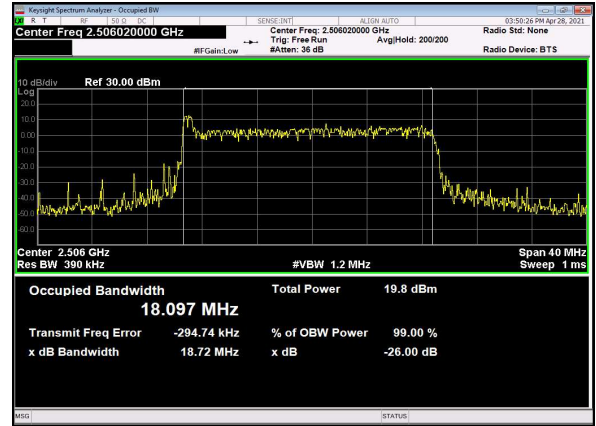 Keysight Spectrum Analyzer - Occupied BW
LXI R T RF 50 Ω DC SENSE:INT ALIGN AUTO 03:50:26 PM Apr 28, 2021
Center Freq 2.506020000 GHz Center Freq: 2.506020000 GHz Radio Std: None
Trig: Free Run Avg|Hold: 200/200
#IFGain:Low #Atten: 36 dB Radio Device: BTS
10 dB/div Ref 30.00 dBm
Log
20.0
10.0
0.00
-10.0
-20.0
-30.0
-40.0
-50.0
-60.0
Center 2.506 GHz Span 40 MHz
Res BW 390 kHz #VBW 1.2 MHz Sweep 1 ms
Occupied Bandwidth Total Power 19.8 dBm
18.097 MHz
Transmit Freq Error -294.74 kHz % of OBW Power 99.00 %
x dB Bandwidth 18.72 MHz x dB -26.00 dB
MSG STATUS